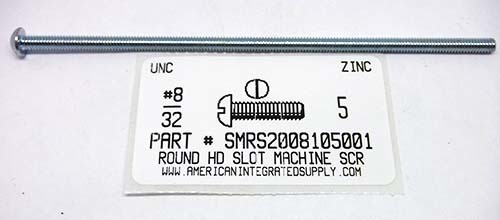 UNC ZINC
#8
32 5
PART # SMRS2008105001
ROUND HD SLOT MACHINE SCR
WWW.AMERICANINTEGRATEDSUPPLY.COM